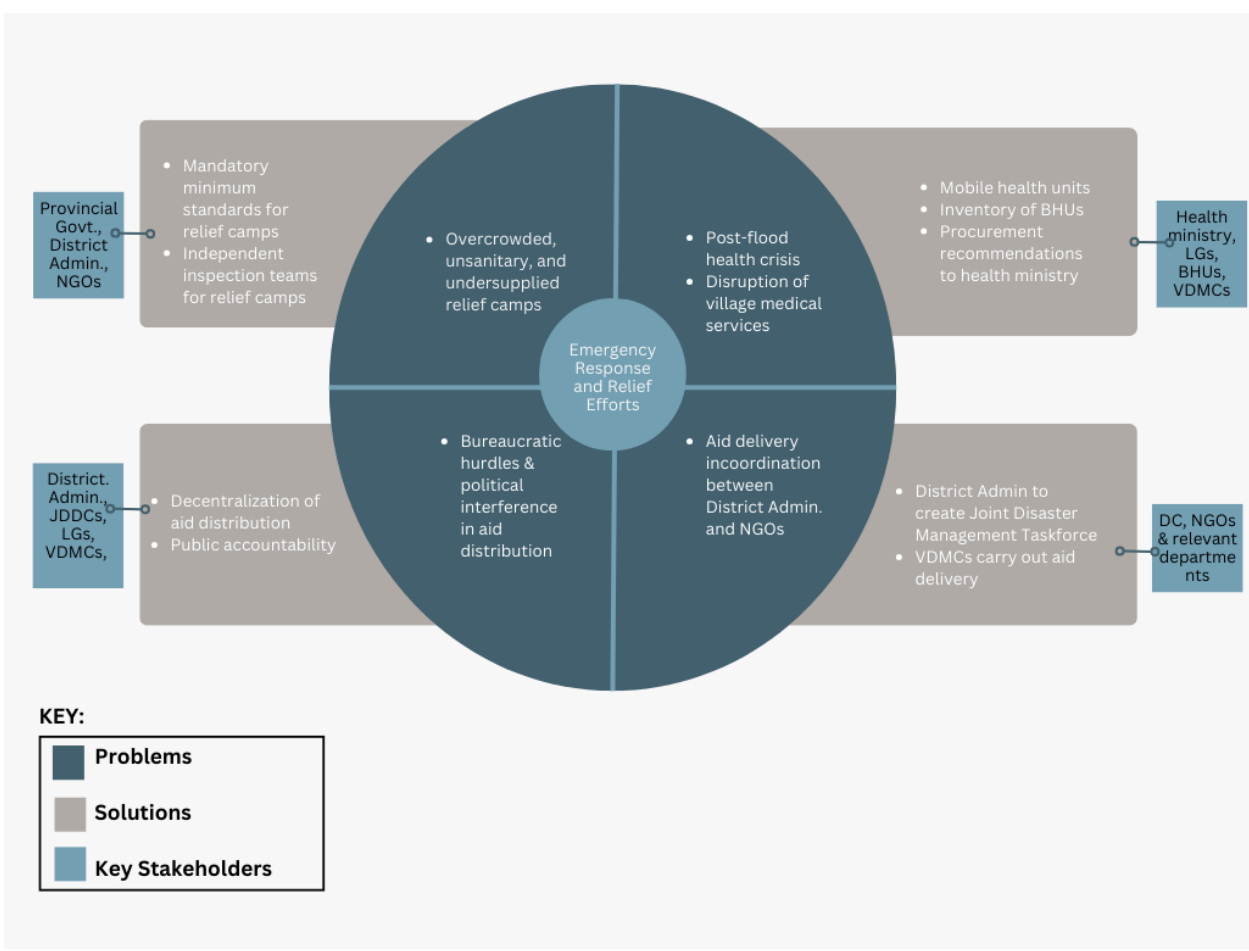 Provincial
Govt.,
District
Admin.,
NGOs
• Mandatory
minimum
standards for
relief camps
• Independent
inspection teams
for relief camps
• Overcrowded,
unsanitary, and
undersupplied
relief camps
• Post-flood
health crisis
• Disruption of
village medical
services
• Mobile health units
• Inventory of BHUs
• Procurement
recommendations
to health ministry
Health
ministry,
LGs,
BHUs,
VDMCs
Emergency
Response
and Relief
Efforts
District.
Admin.,
JDDCs,
LGs,
VDMCs,
• Decentralization of
aid distribution
• Public accountability
• Bureaucratic
hurdles &
political
interference
in aid
distribution
• Aid delivery
incoordination
between
District Admin.
and NGOs
• District Admin to
create Joint Disaster
Management Taskforce
• VDMCs carry out aid
delivery
DC, NGOs
& relevant
departme
nts
KEY:
Problems
Solutions
Key Stakeholders